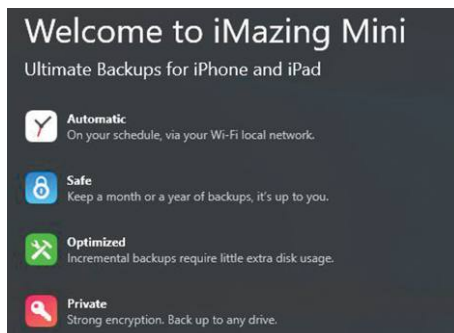 Welcome to iMazing Mini
Ultimate Backups for iPhone and iPad
Automatic
On your schedule, via your Wi-Fi local network.
Safe
Keep a month or a year of backups, it's up to you.
Optimized
Incremental backups require little extra disk usage.
Private
Strong encryption. Back up to any drive.